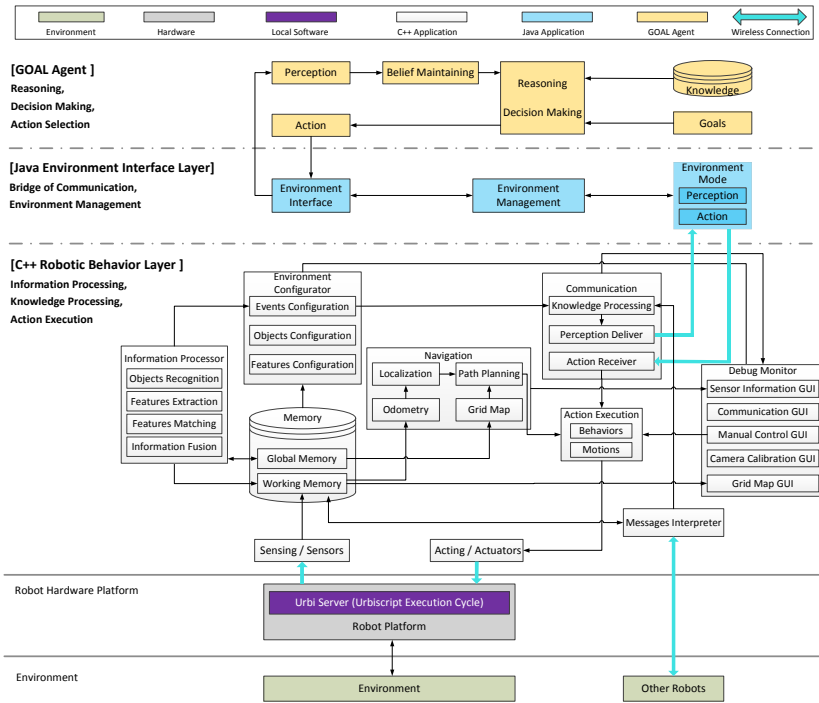 Environment
Hardware
Local Software
C++ Application
Java Application
GOAL Agent
Wireless Connection
[GOAL Agent ]
Reasoning,
Decision Making,
Action Selection
Perception
Belief Maintaining
Reasoning
Decision Making
Knowledge
Action
Goals
[Java Environment Interface Layer]
Bridge of Communication,
Environment Management
Environment
Interface
Environment
Management
Environment
Mode
Perception
Action
[C++ Robotic Behavior Layer ]
Information Processing,
Knowledge Processing,
Action Execution
Environment
Configurator
Events Configuration
Objects Configuration
Features Configuration
Communication
Knowledge Processing
Perception Deliver
Action Receiver
Information Processor
Objects Recognition
Features Extraction
Features Matching
Information Fusion
Navigation
Localization
Path Planning
Odometry
Grid Map
Debug Monitor
Sensor Information GUI
Communication GUI
Manual Control GUI
Camera Calibration GUI
Grid Map GUI
Memory
Global Memory
Working Memory
Action Execution
Behaviors
Motions
Messages Interpreter
Sensing / Sensors
Acting / Actuators
Robot Hardware Platform
Urbi Server (Urbiscript Execution Cycle)
Robot Platform
Environment
Environment
Other Robots